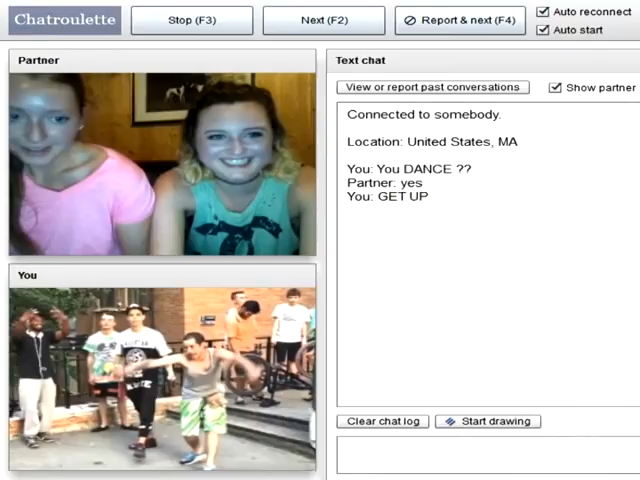 Chatroulette
Stop (F3)
Next (F2)
Report & next (F4)
Auto reconnect
Auto start
Partner
Text chat
View or report past conversations
Show partner
Connected to somebody.
Location: United States, MA
You: You DANCE ??
Partner: yes
You: GET UP
You
Clear chat log
Start drawing